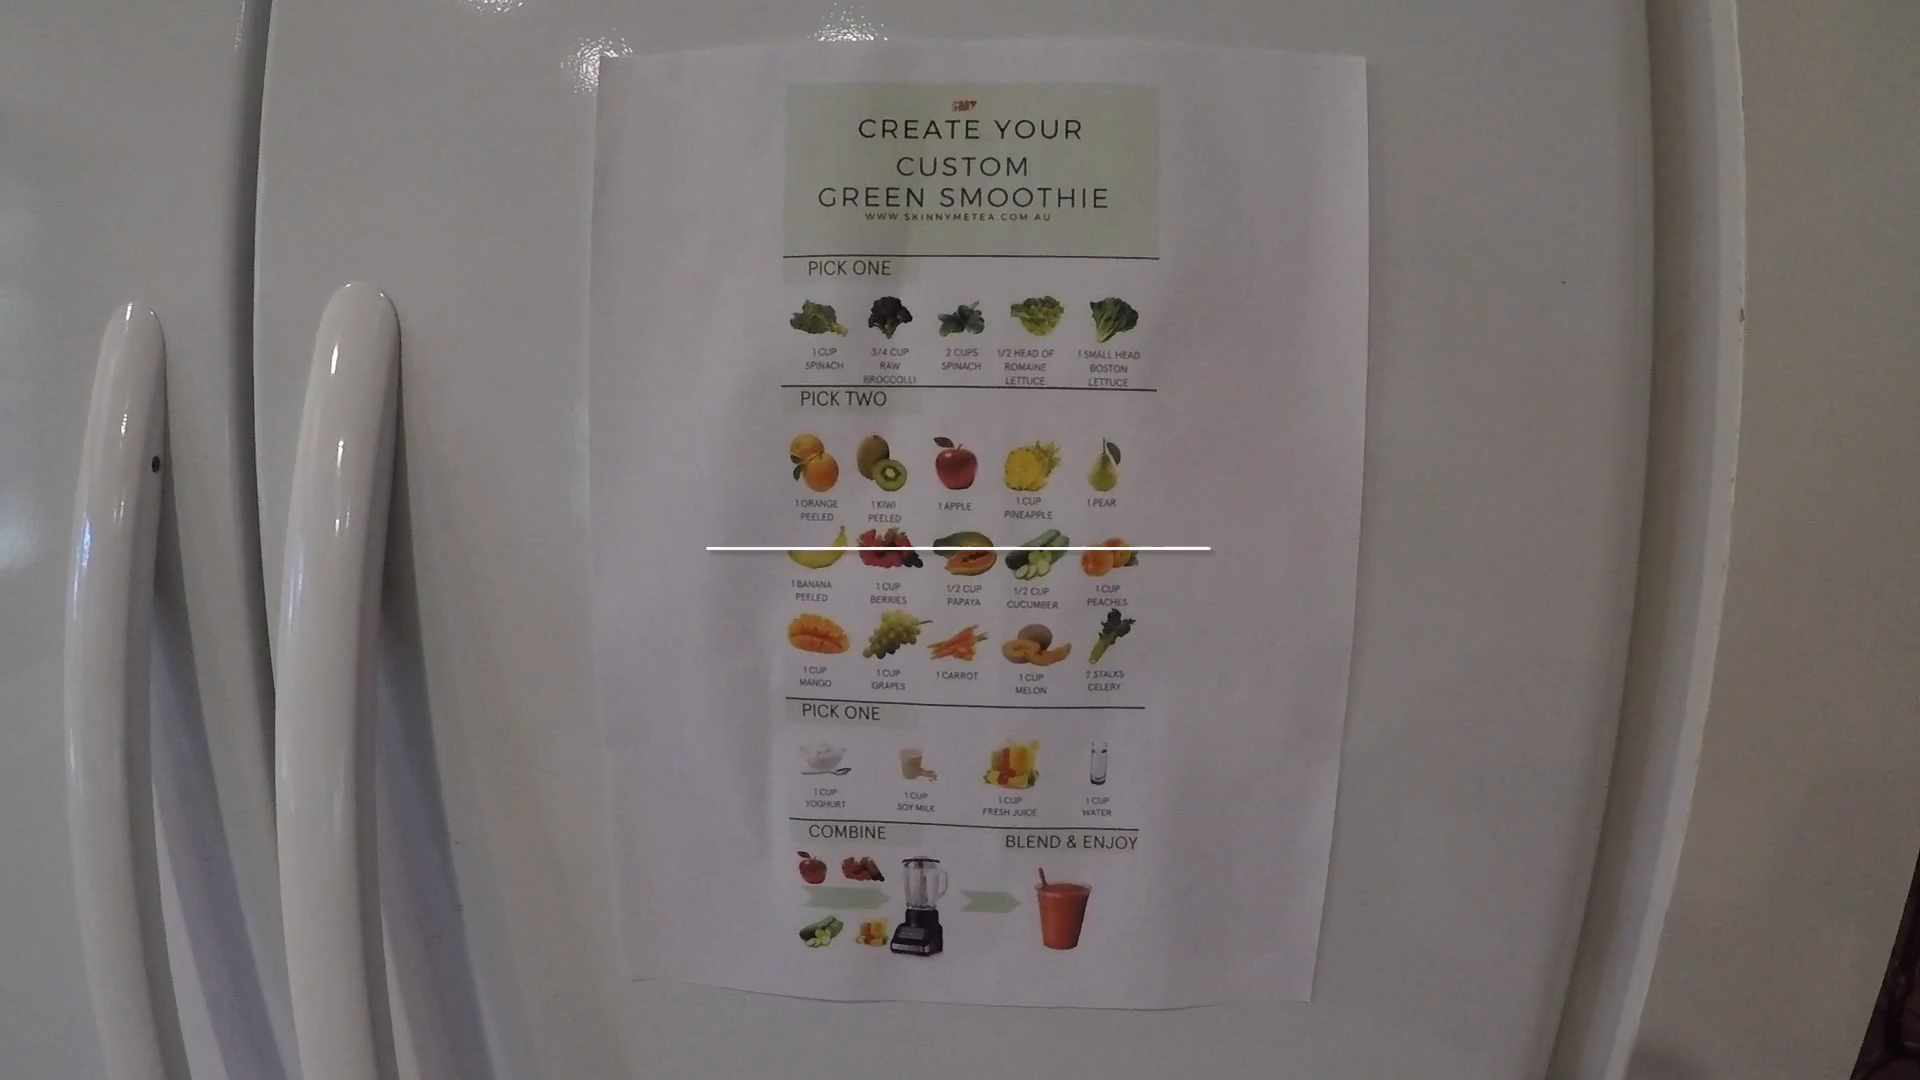 SMT
CREATE YOUR
CUSTOM
GREEN SMOOTHIE
WWW SKINNYMETEA.COM AU
PICK ONE
1 CUP SPINACH
3/4 CUP RAW BROCCOLI
2 CUPS SPINACH
1/2 HEAD OF ROMAINE LETTUCE
1 SMALL HEAD BOSTON LETTUCE
PICK TWO
1 ORANGE PEELED
1 KIWI PEELED
1 APPLE
1 CUP PINEAPPLE
1 PEAR
1 BANANA PEELED
1 CUP BERRIES
1/2 CUP PAPAYA
1/2 CUP CUCUMBER
1 CUP PEACHES
1 CUP MANGO
1 CUP GRAPES
1 CARROT
1 CUP MELON
2 STALKS CELERY
PICK ONE
1 CUP YOGHURT
1 CUP SOY MILK
1 CUP FRESH JUICE
1 CUP WATER
COMBINE
BLEND & ENJOY